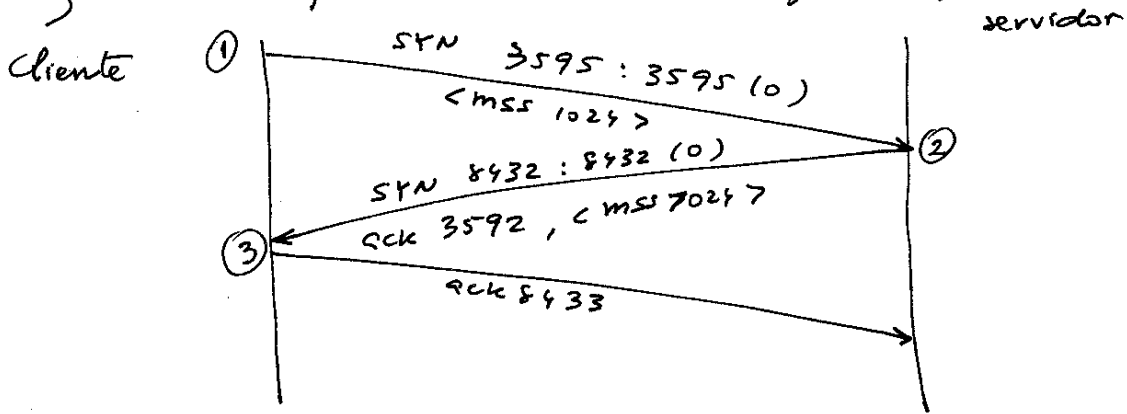 servidor
cliente
① SYN 3595 : 3595 (0)
<mss 1024>
②
SYN 8432 : 8432 (0)
ack 3592 , <mss 1024>
③
ack 8433